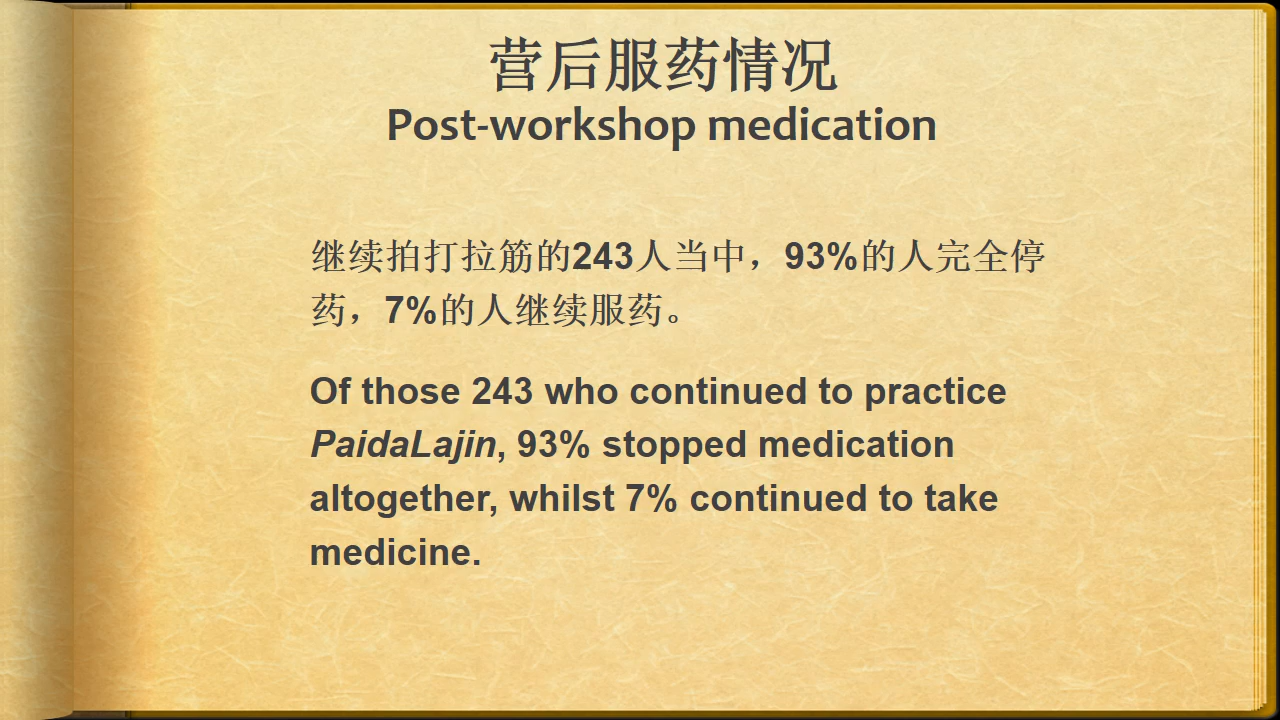 营后服药情况
Post-workshop medication
继续拍打拉筋的243人当中，93%的人完全停
药，7%的人继续服药。
Of those 243 who continued to practice
PaidaLajin, 93% stopped medication
altogether, whilst 7% continued to take
medicine.